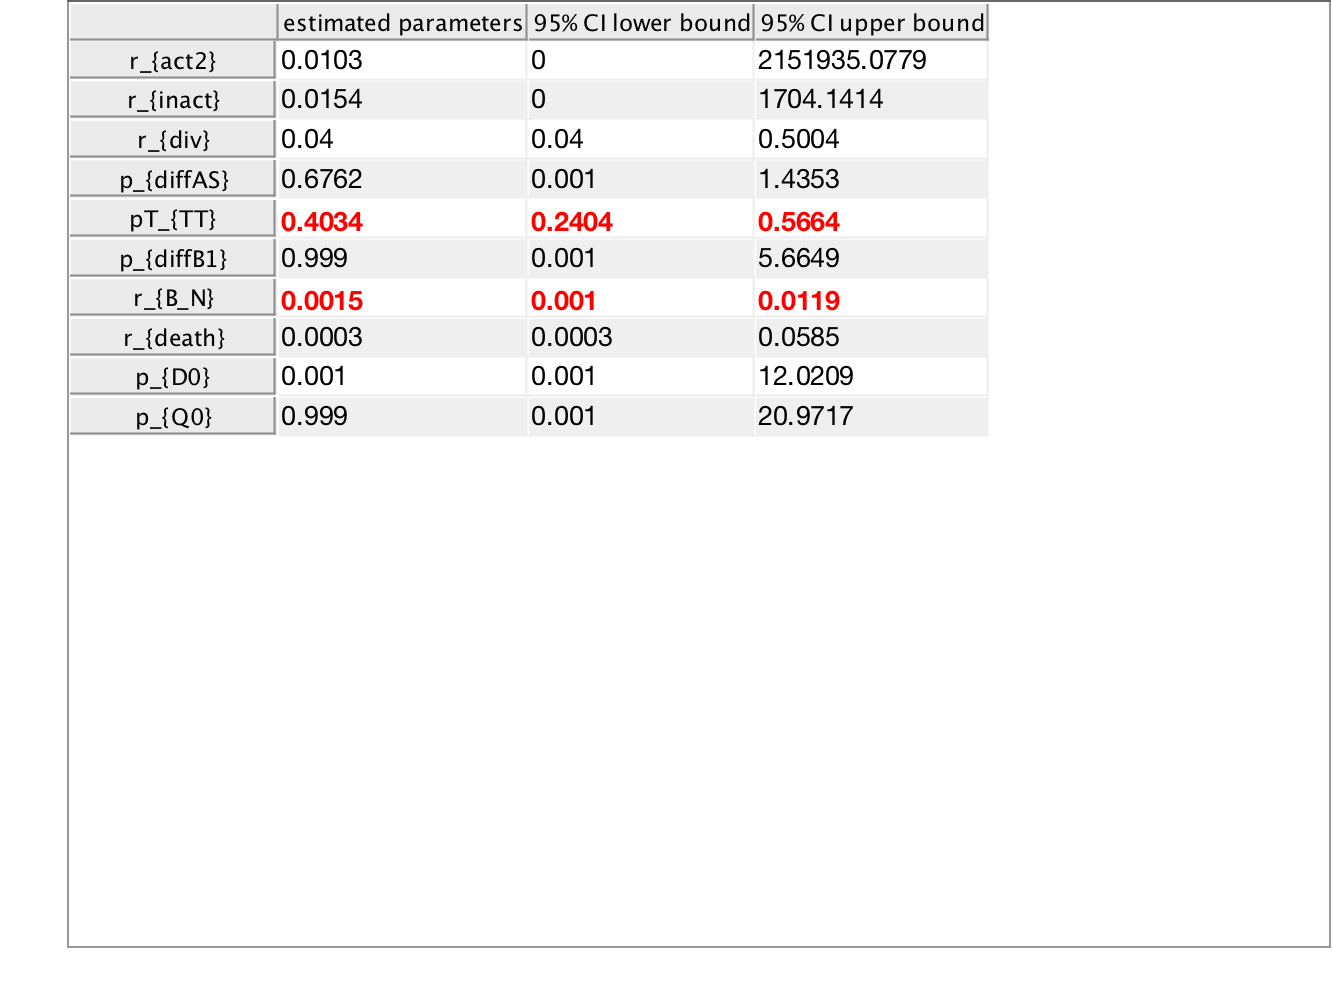 estimated parameters 95% CI lower bound 95% CI upper bound
r_{act2} 0.0103 0 2151935.0779
r_{inact} 0.0154 0 1704.1414
r_{div} 0.04 0.04 0.5004
p_{diffAS} 0.6762 0.001 1.4353
pT_{TT} 0.4034 0.2404 0.5664
p_{diffB1} 0.999 0.001 5.6649
r_{B_N} 0.0015 0.001 0.0119
r_{death} 0.0003 0.0003 0.0585
p_{D0} 0.001 0.001 12.0209
p_{Q0} 0.999 0.001 20.9717